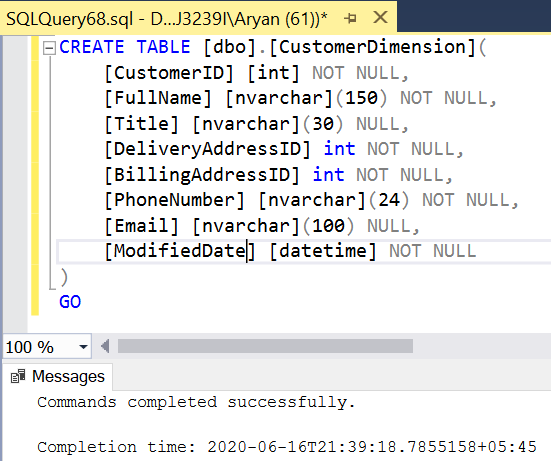 SQLQuery68.sql - D...J3239I\Aryan (61))*
CREATE TABLE [dbo].[CustomerDimension](
[CustomerID] [int] NOT NULL,
[FullName] [nvarchar](150) NOT NULL,
[Title] [nvarchar](30) NULL,
[DeliveryAddressID] int NOT NULL,
[BillingAddressID] int NOT NULL,
[PhoneNumber] [nvarchar](24) NOT NULL,
[Email] [nvarchar](100) NULL,
[ModifiedDate] [datetime] NOT NULL
)
GO
100 %
Messages
Commands completed successfully.
Completion time: 2020-06-16T21:39:18.7855158+05:45